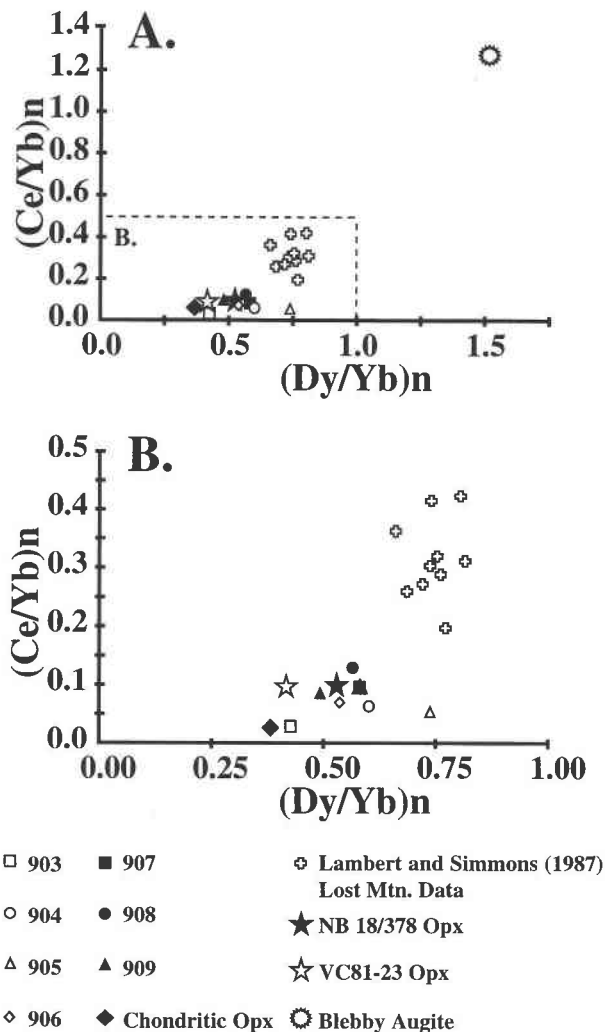 A.
1.4
1.2
1.0
0.8
0.6
0.4
0.2
0.0
(Ce/Yb)n
B.
0.0 0.5 1.0 1.5
(Dy/Yb)n
B.
0.5
0.4
0.3
0.2
0.1
0.0
(Ce/Yb)n
0.00 0.25 0.50 0.75 1.00
(Dy/Yb)n
903 907 Lambert and Simmons (1987)
Lost Mtn. Data
904 908 NB 18/378 Opx
905 909 VC81-23 Opx
906 Chondritic Opx Blebby Augite